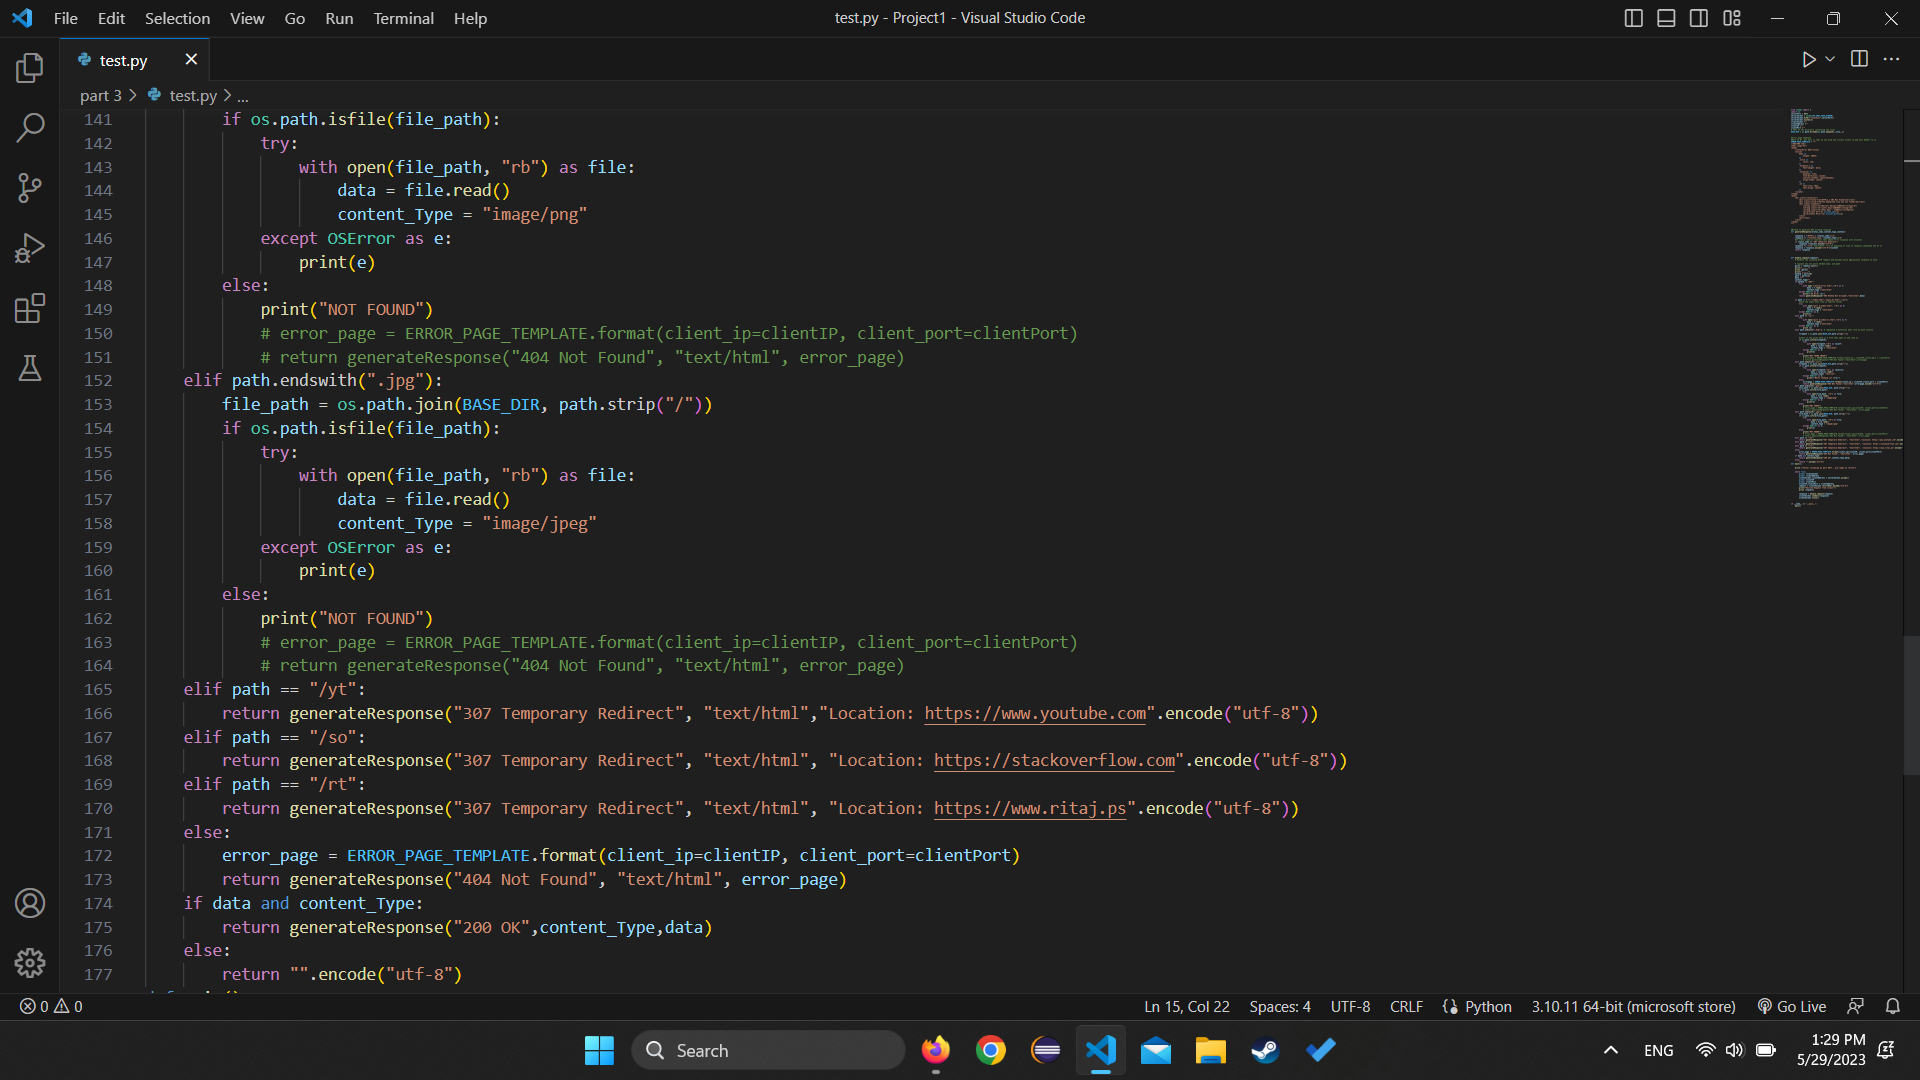 File Edit Selection View Go Run Terminal Help
test.py - Project1 - Visual Studio Code
test.py
part 3 > test.py > ...
141 if os.path.isfile(file_path):
142 try:
143 with open(file_path, "rb") as file:
144 data = file.read()
145 content_Type = "image/png"
146 except OSError as e:
147 print(e)
148 else:
149 print("NOT FOUND")
150 # error_page = ERROR_PAGE_TEMPLATE.format(client_ip=clientIP, client_port=clientPort)
151 # return generateResponse("404 Not Found", "text/html", error_page)
152 elif path.endswith(".jpg"):
153 file_path = os.path.join(BASE_DIR, path.strip("/"))
154 if os.path.isfile(file_path):
155 try:
156 with open(file_path, "rb") as file:
157 data = file.read()
158 content_Type = "image/jpeg"
159 except OSError as e:
160 print(e)
161 else:
162 print("NOT FOUND")
163 # error_page = ERROR_PAGE_TEMPLATE.format(client_ip=clientIP, client_port=clientPort)
164 # return generateResponse("404 Not Found", "text/html", error_page)
165 elif path == "/yt":
166 return generateResponse("307 Temporary Redirect", "text/html","Location: https://www.youtube.com".encode("utf-8"))
167 elif path == "/so":
168 return generateResponse("307 Temporary Redirect", "text/html", "Location: https://stackoverflow.com".encode("utf-8"))
169 elif path == "/rt":
170 return generateResponse("307 Temporary Redirect", "text/html", "Location: https://www.ritaj.ps".encode("utf-8"))
171 else:
172 error_page = ERROR_PAGE_TEMPLATE.format(client_ip=clientIP, client_port=clientPort)
173 return generateResponse("404 Not Found", "text/html", error_page)
174 if data and content_Type:
175 return generateResponse("200 OK",content_Type,data)
176 else:
177 return "".encode("utf-8")
0 0 Ln 15, Col 22 Spaces: 4 UTF-8 CRLF Python 3.10.11 64-bit (microsoft store) Go Live
Search
ENG
1:29 PM
5/29/2023